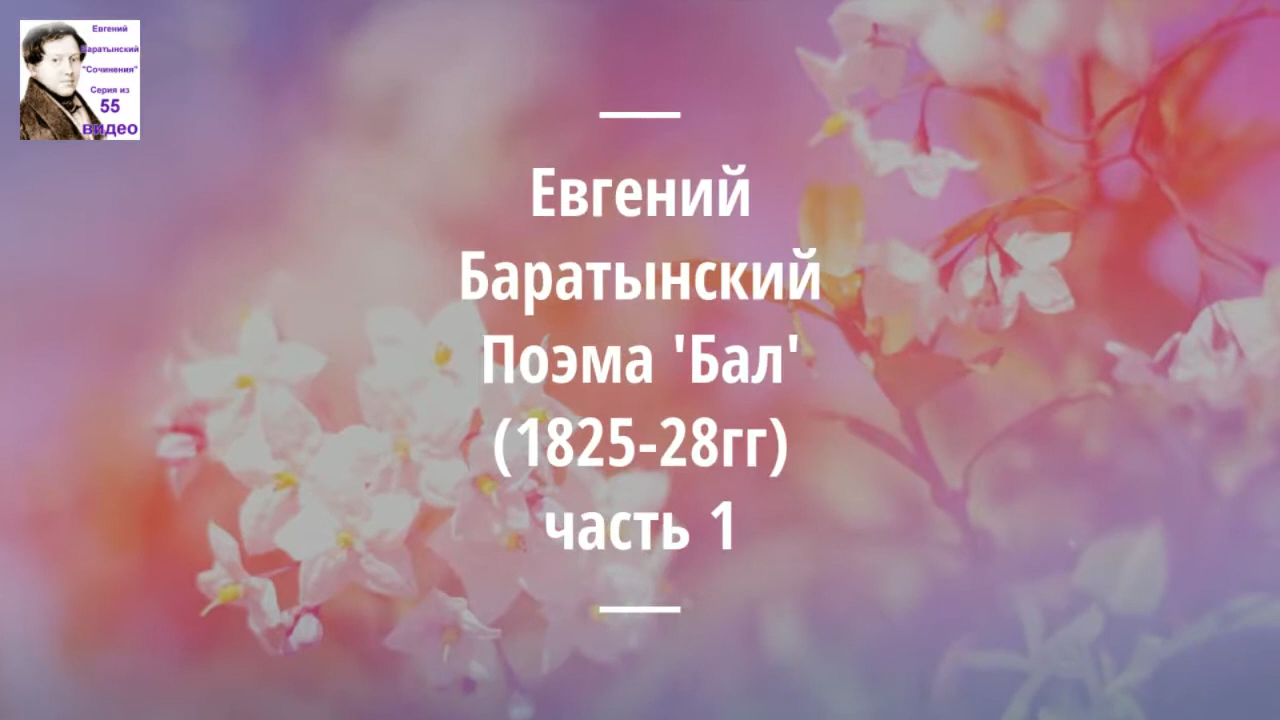 Евгений
Баратынский
"Сочинения"
Серия из
55
видео
Евгений
Баратынский
Поэма 'Бал'
(1825-28гг)
часть 1